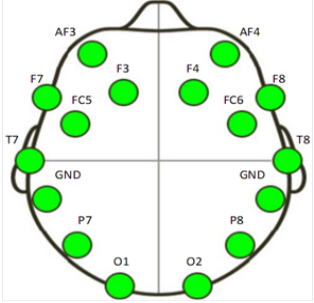 AF3 AF4
F3 F4
F7 F8
FC5 FC6
T7 T8
GND GND
P7 P8
O1 O2